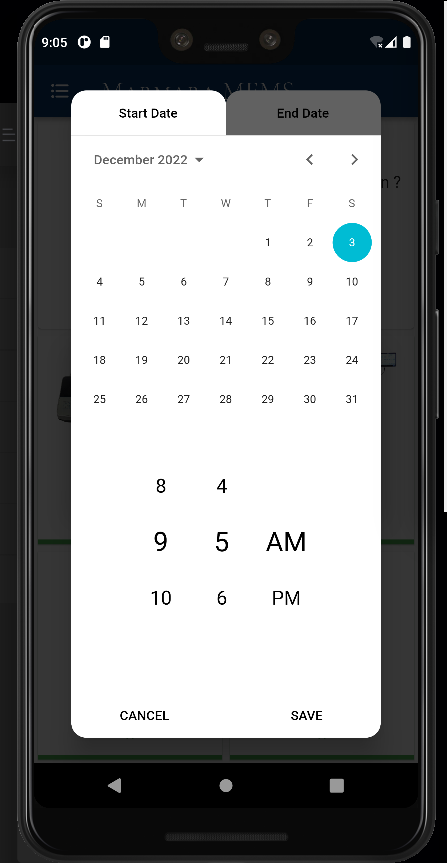 9:05
MARMARA MEMS
Start Date End Date
n ?
December 2022
S M T W T F S
1 2 3
4 5 6 7 8 9 10
11 12 13 14 15 16 17
18 19 20 21 22 23 24
25 26 27 28 29 30 31
8 4
9 5 AM
10 6 PM
CANCEL SAVE